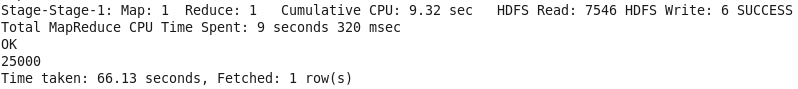 Stage-Stage-1: Map: 1  Reduce: 1   Cumulative CPU: 9.32 sec   HDFS Read: 7546 HDFS Write: 6 SUCCESS
Total MapReduce CPU Time Spent: 9 seconds 320 msec
OK
25000
Time taken: 66.13 seconds, Fetched: 1 row(s)